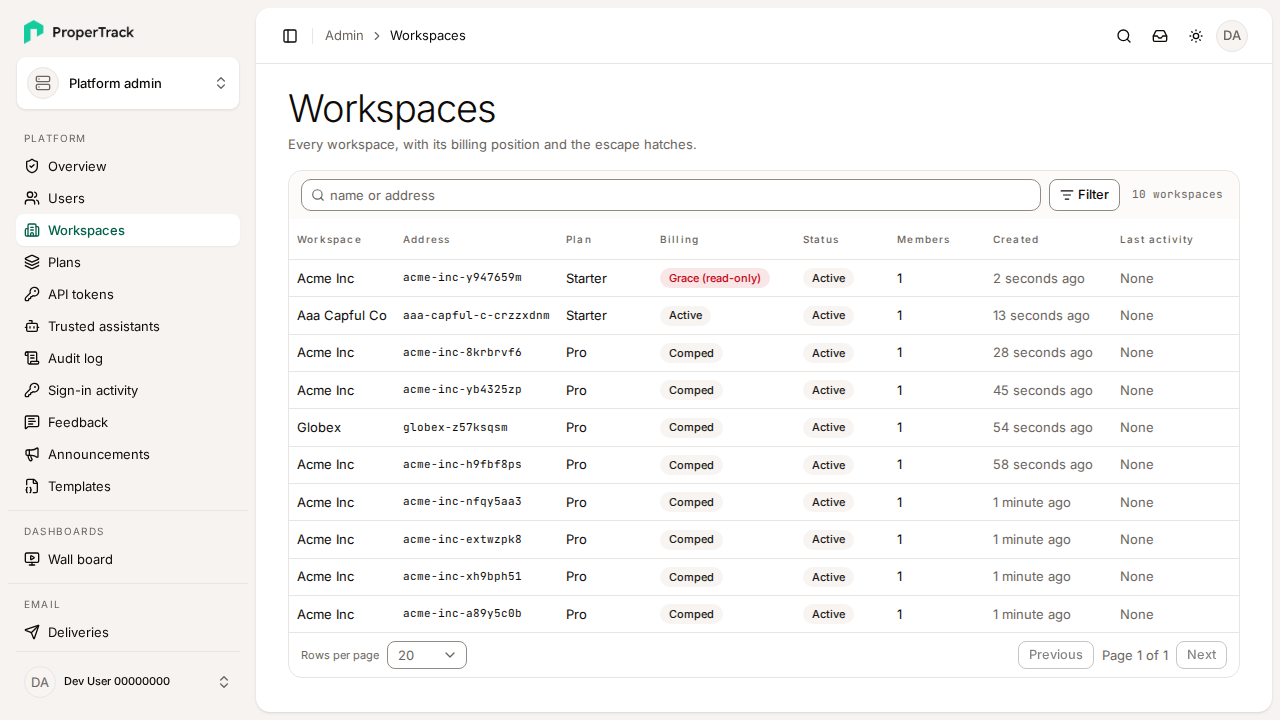 ProperTrack
Platform admin
PLATFORM
Overview
Users
Workspaces
Plans
API tokens
Trusted assistants
Audit log
Sign-in activity
Feedback
Announcements
Templates
DASHBOARDS
Wall board
EMAIL
Deliveries
DA Dev User 00000000
Admin > Workspaces DA
Workspaces
Every workspace, with its billing position and the escape hatches.
name or address Filter 10 workspaces
Workspace Address Plan Billing Status Members Created Last activity
Acme Inc acme-inc-y947659m Starter Grace (read-only) Active 1 2 seconds ago None
Aaa Capful Co aaa-capful-c-crzzxdnm Starter Active Active 1 13 seconds ago None
Acme Inc acme-inc-8krbrvf6 Pro Comped Active 1 28 seconds ago None
Acme Inc acme-inc-yb4325zp Pro Comped Active 1 45 seconds ago None
Globex globex-z57ksqsm Pro Comped Active 1 54 seconds ago None
Acme Inc acme-inc-h9fbf8ps Pro Comped Active 1 58 seconds ago None
Acme Inc acme-inc-nfqy5aa3 Pro Comped Active 1 1 minute ago None
Acme Inc acme-inc-extwzpk8 Pro Comped Active 1 1 minute ago None
Acme Inc acme-inc-xh9bph51 Pro Comped Active 1 1 minute ago None
Acme Inc acme-inc-a89y5c0b Pro Comped Active 1 1 minute ago None
Rows per page 20 Previous Page 1 of 1 Next